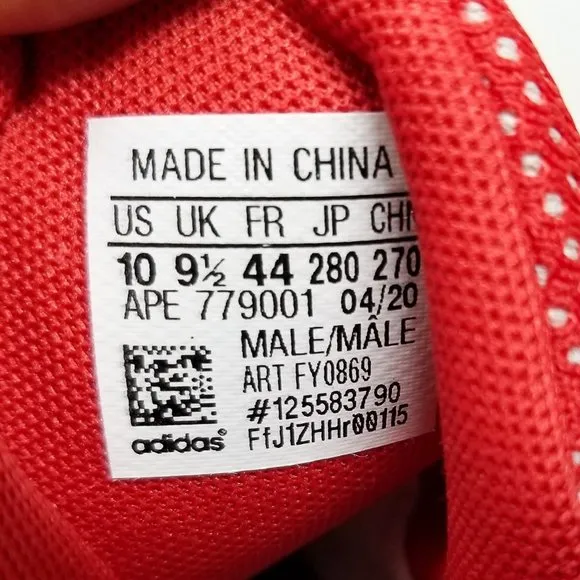 MADE IN CHINA
US UK FR JP CHN
10 9½ 44 280 270
APE 779001 04/20
MALE/MÂLE
ART FY0869
#125583790
FfJ1ZHHr00115
adidas